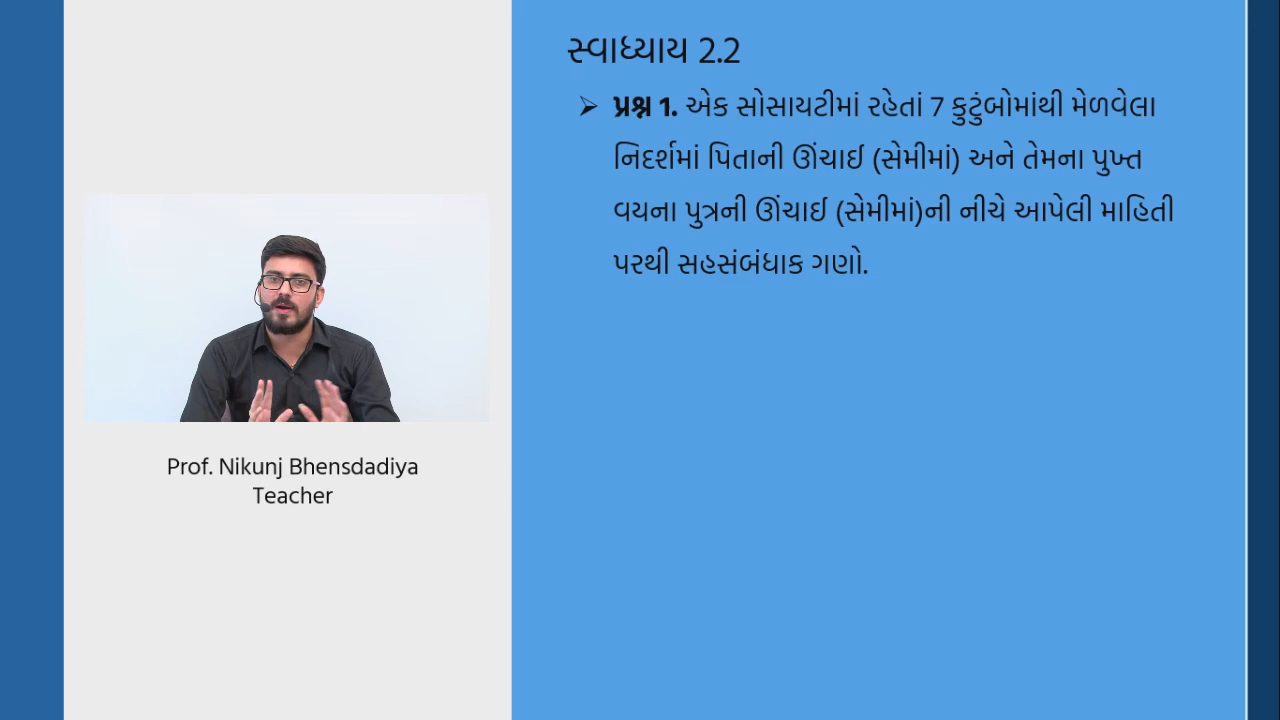 સ્વાધ્યાય 2.2
➢ પ્રશ્ન 1. એક સોસાયટીમાં રહેતાં 7 કુટુંબોમાંથી મેળવેલા
નિદર્શમાં પિતાની ઊંચાઈ (સેમીમાં) અને તેમના પુખ્ત
વયના પુત્રની ઊંચાઈ (સેમીમાં)ની નીચે આપેલી માહિતી
પરથી સહસંબંધાક ગણો.
Prof. Nikunj Bhensdadiya
Teacher